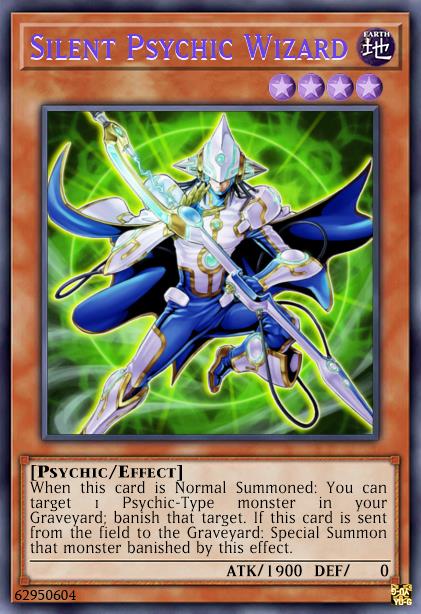 Silent Psychic Wizard
EARTH
地
[Psychic/Effect]
When this card is Normal Summoned: You can
target 1 Psychic-Type monster in your
Graveyard; banish that target. If this card is sent
from the field to the Graveyard: Special Summon
that monster banished by this effect.
ATK/1900 DEF/ 0
62950604